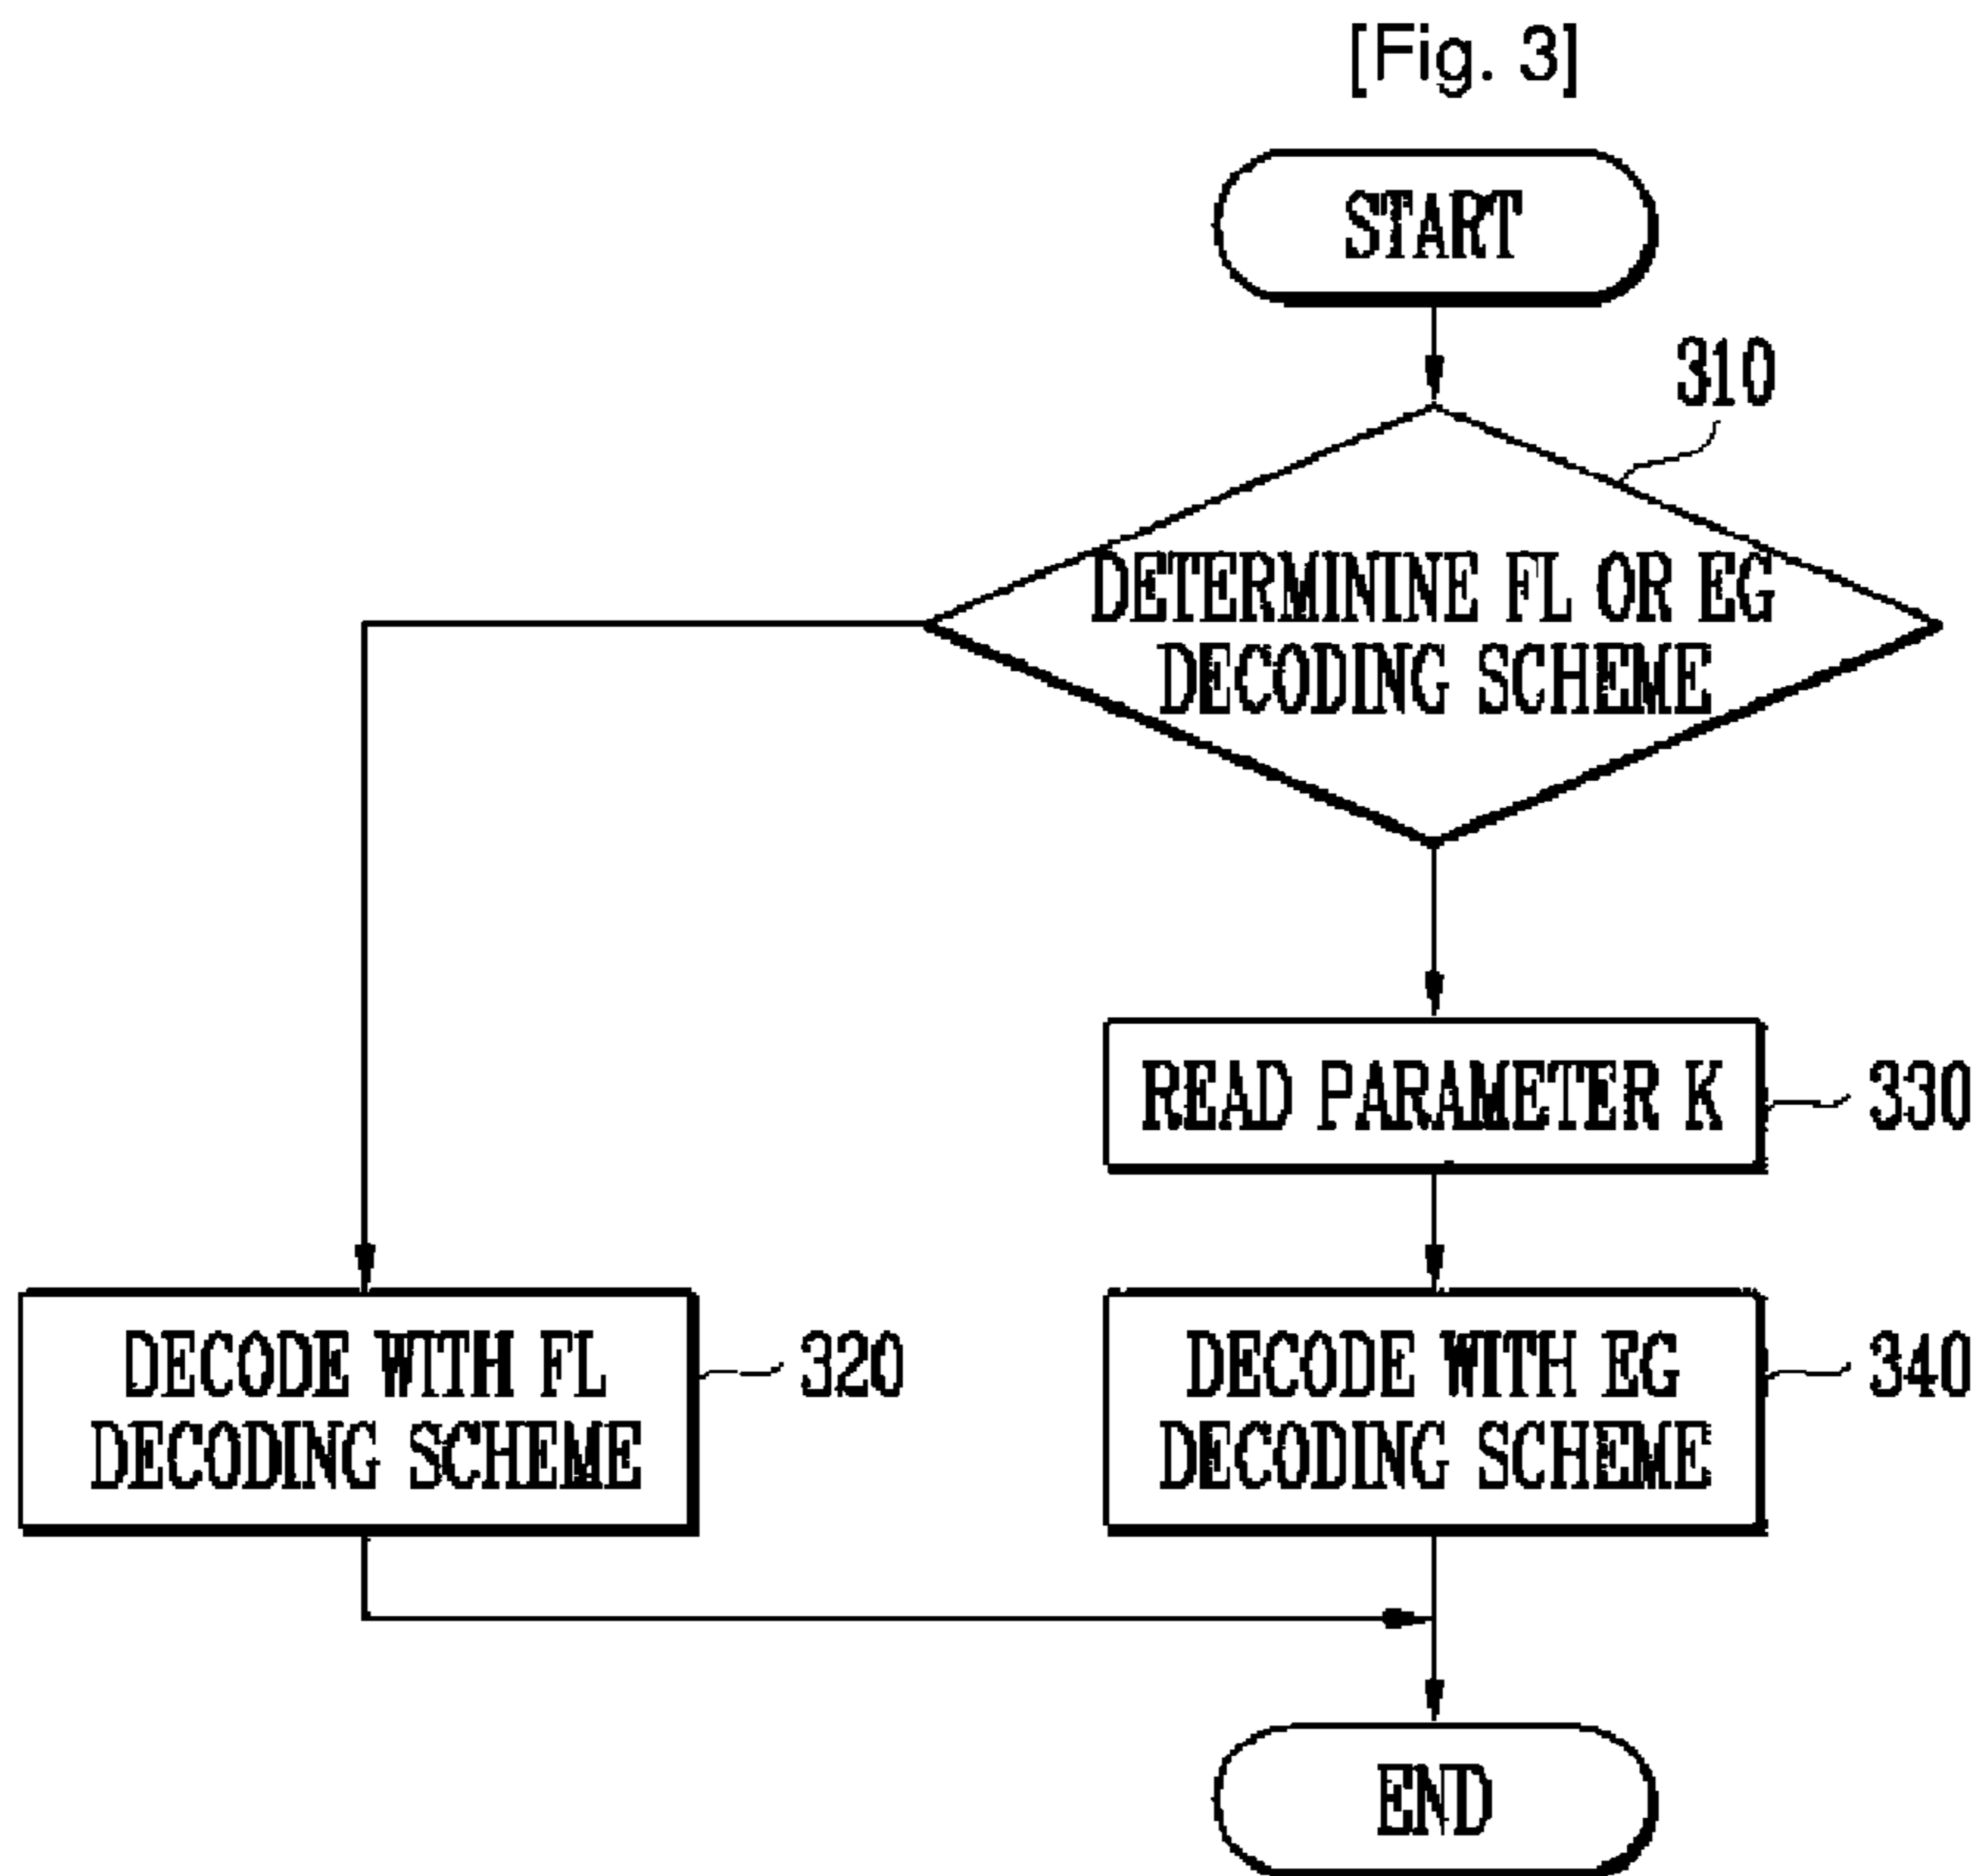 [Fig. 3]
START
310
DETERMININE FL OR EG
DECODING SCHEME
READ PARAMETER K
330
DECODE WITH FL
DECODING SCHEME
320
DECODE WITH EG
DECODING SCHEME
340
END